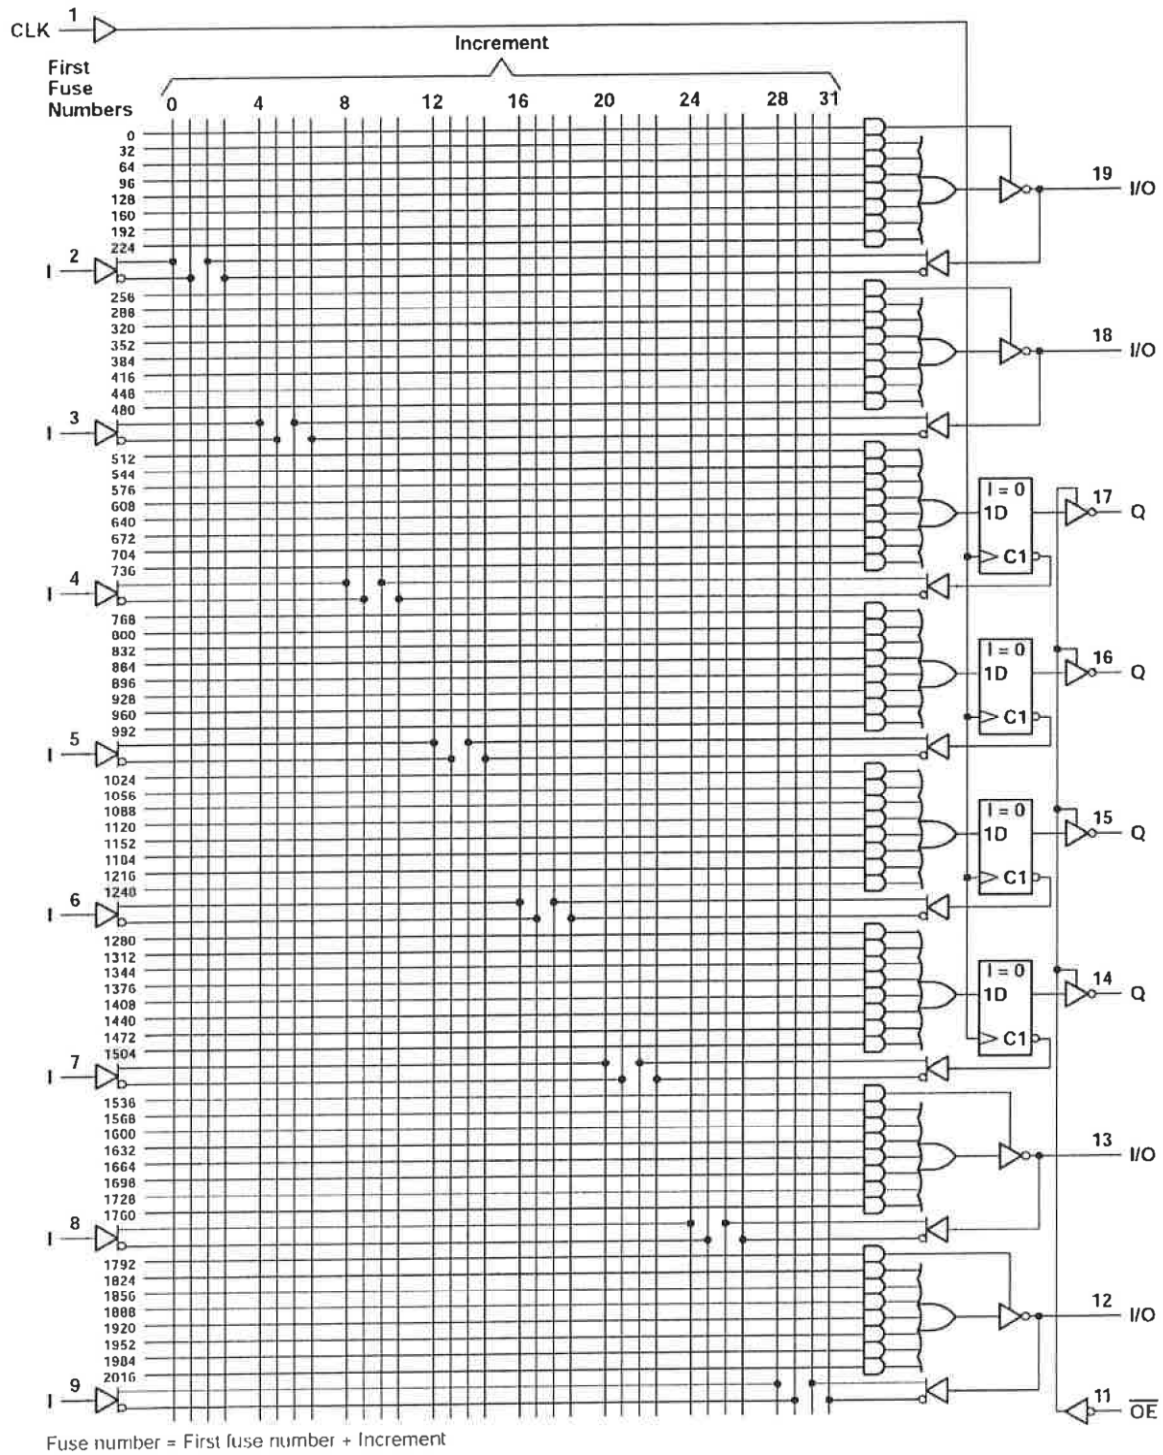 CLK 1
Increment
First
Fuse
Numbers
0 4 8 12 16 20 24 28 31
0
32
64
96
128
160
192
224
19 I/O
I 2
256
288
320
352
384
416
448
480
18 I/O
I 3
512
544
576
608
640
672
704
736
I = 0
1D
C1
17 Q
I 4
768
800
832
864
896
928
960
992
I = 0
1D
C1
16 Q
I 5
1024
1056
1088
1120
1152
1184
1216
1248
I = 0
1D
C1
15 Q
I 6
1280
1312
1344
1376
1408
1440
1472
1504
I = 0
1D
C1
14 Q
I 7
1536
1568
1600
1632
1664
1696
1728
1760
13 I/O
I 8
1792
1824
1856
1888
1920
1952
1984
2016
12 I/O
I 9
11 OE
Fuse number = First fuse number + Increment